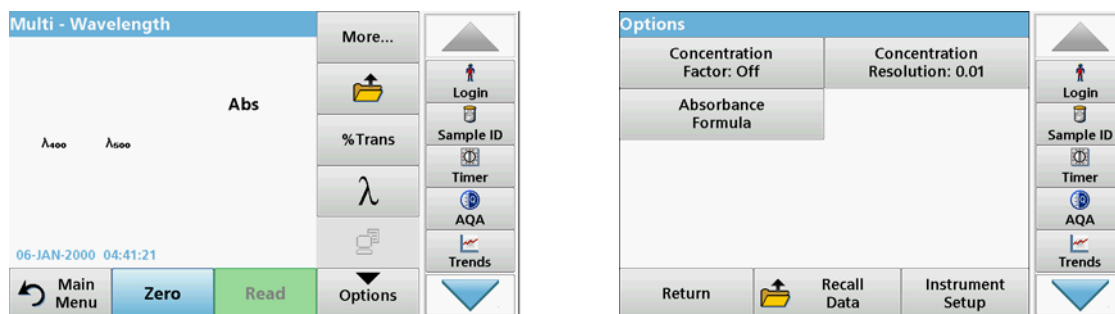 Multi - Wavelength
More...
Login
Abs
Sample ID
%Trans
λ₄₀₀ λ₅₀₀
Timer
λ
AQA
06-JAN-2000 04:41:21
Trends
Main
Menu
Zero
Read
Options
Options
Concentration
Factor: Off
Concentration
Resolution: 0.01
Login
Absorbance
Formula
Sample ID
Timer
AQA
Trends
Return
Recall
Data
Instrument
Setup